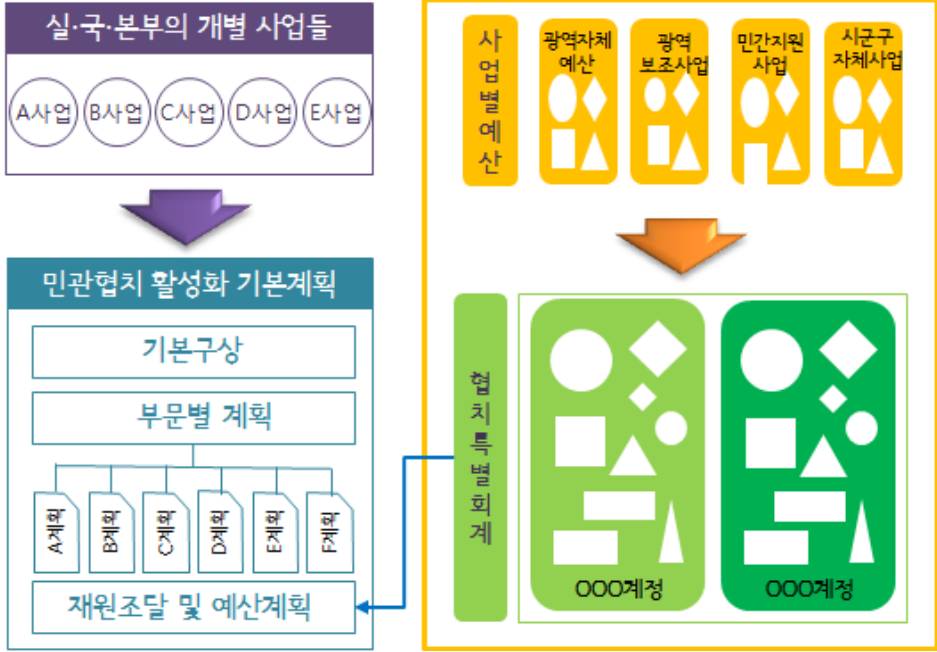 실·국·본부의 개별 사업들
A사업
B사업
C사업
D사업
E사업
민관협치 활성화 기본계획
기본구상
부문별 계획
A계획
B계획
C계획
D계획
E계획
F계획
재원조달 및 예산계획
사업별예산
광역자체
예산
광역
보조사업
민간지원
사업
시군구
자체사업
협치특별회계
OOO계정
OOO계정